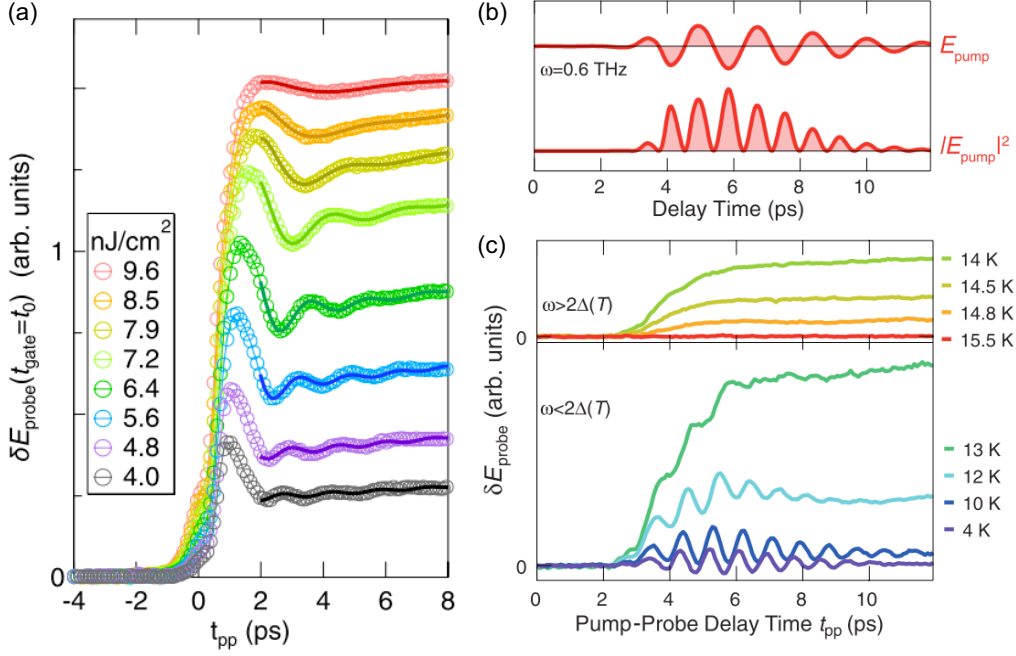 (a)
δE_probe(t_gate=t_0) (arb. units)
1
0
nJ/cm²
9.6
8.5
7.9
7.2
6.4
5.6
4.8
4.0
-4 -2 0 2 4 6 8
t_pp (ps)
(b)
E_pump
ω=0.6 THz
|E_pump|²
0 2 4 6 8 10
Delay Time (ps)
(c)
δE_probe (arb. units)
ω>2Δ(T)
0
14 K
14.5 K
14.8 K
15.5 K
ω<2Δ(T)
0
13 K
12 K
10 K
4 K
0 2 4 6 8 10
Pump-Probe Delay Time t_pp (ps)